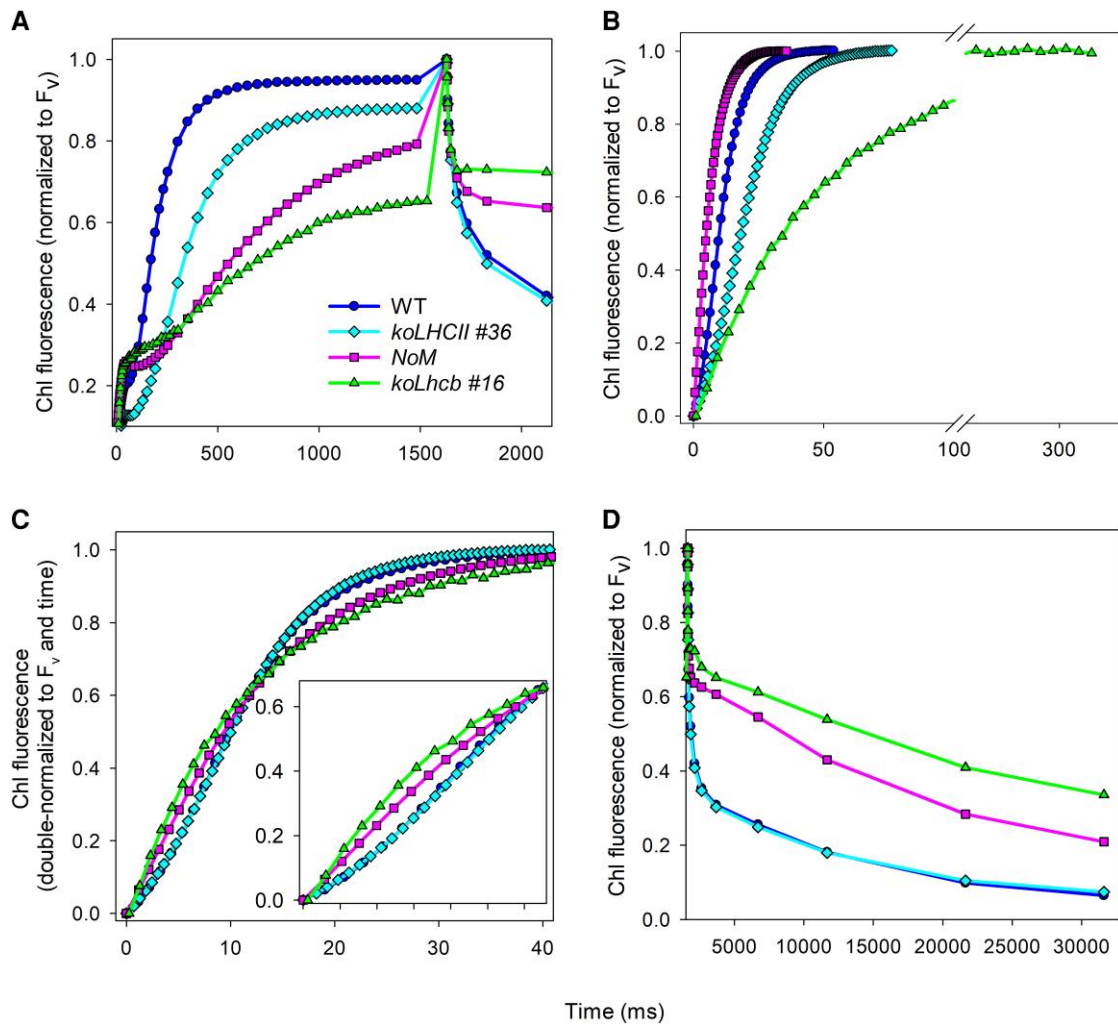 A
Chl fluorescence (normalized to Fv)
1.0
0.8
0.6
0.4
0.2
0 500 1000 1500 2000
WT
koLHCII #36
NoM
koLhcb #16
B
Chl fluorescence (normalized to Fv)
1.0
0.8
0.6
0.4
0.2
0.0
0 50 100 300
C
Chl fluorescence
(double-normalized to Fv and time)
1.0
0.8
0.6
0.4
0.2
0.0
0 10 20 30 40
0.6
0.4
0.2
0.0
D
Chl fluorescence (normalized to Fv)
1.0
0.8
0.6
0.4
0.2
0.0
5000 10000 15000 20000 25000 30000
Time (ms)